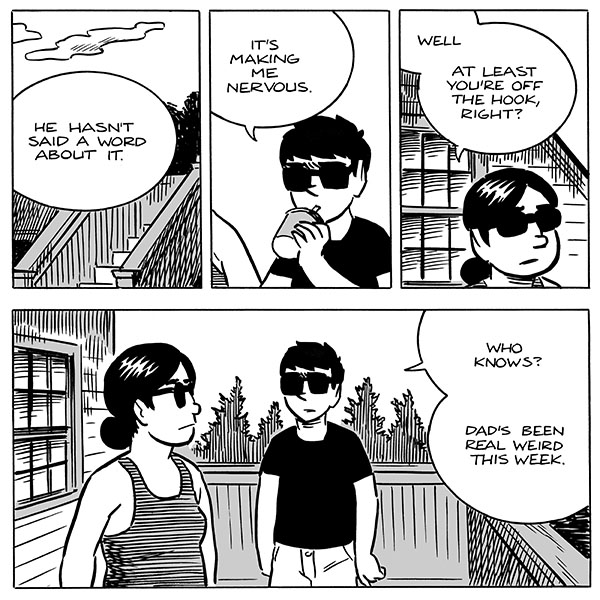 HE HASN'T
SAID A WORD
ABOUT IT.
IT'S
MAKING
ME
NERVOUS.
WELL
AT LEAST
YOU'RE OFF
THE HOOK,
RIGHT?
WHO
KNOWS?
DAD'S BEEN
REAL WEIRD
THIS WEEK.